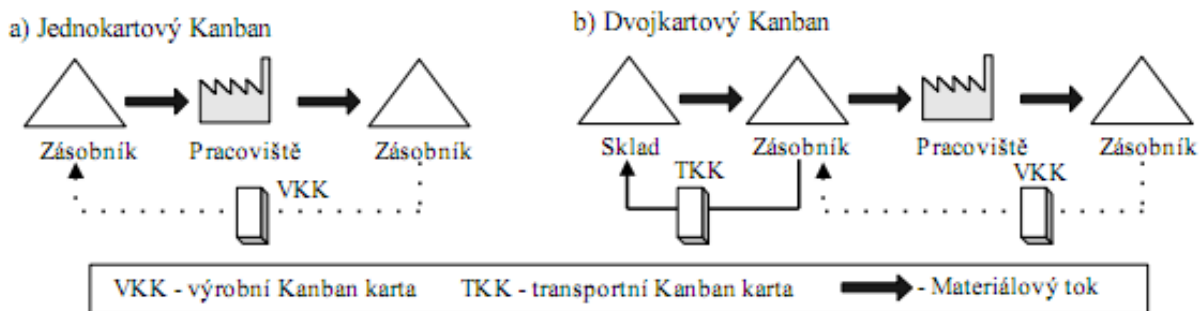 a) Jednokartový Kanban
b) Dvojkartový Kanban
Zásobník Pracoviště Zásobník
Sklad Zásobník Pracoviště Zásobník
VKK
TKK
VKK
VKK - výrobní Kanban karta TKK - transportní Kanban karta - Materiálový tok